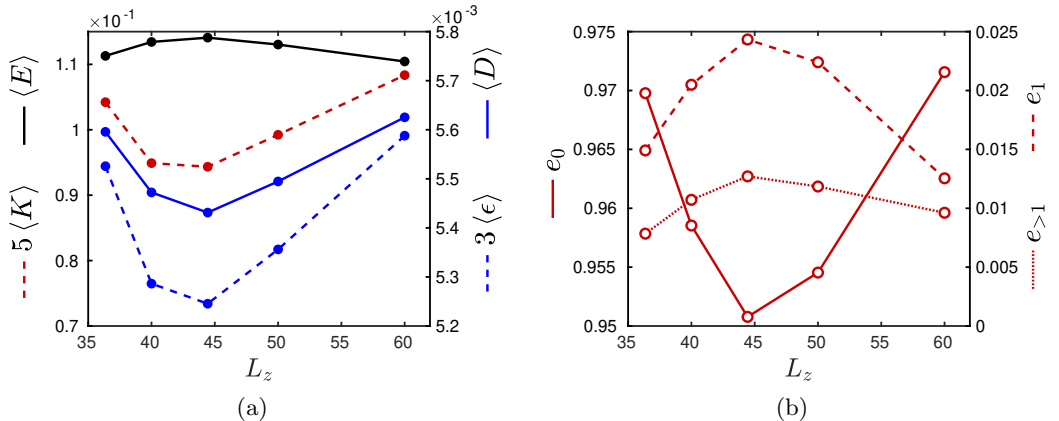 ×10⁻¹ ×10⁻³
1.1 1 0.9 0.8 0.7
5.8 5.7 5.6 5.5 5.4 5.3 5.2
35 40 45 50 55 60
L_z
⟨E⟩
5 ⟨K⟩
⟨D⟩
3 ⟨ϵ⟩
(a)
0.975 0.97 0.965 0.96 0.955 0.95
0.025 0.02 0.015 0.01 0.005 0
35 40 45 50 55 60
L_z
e_0
e_1
e_{>1}
(b)